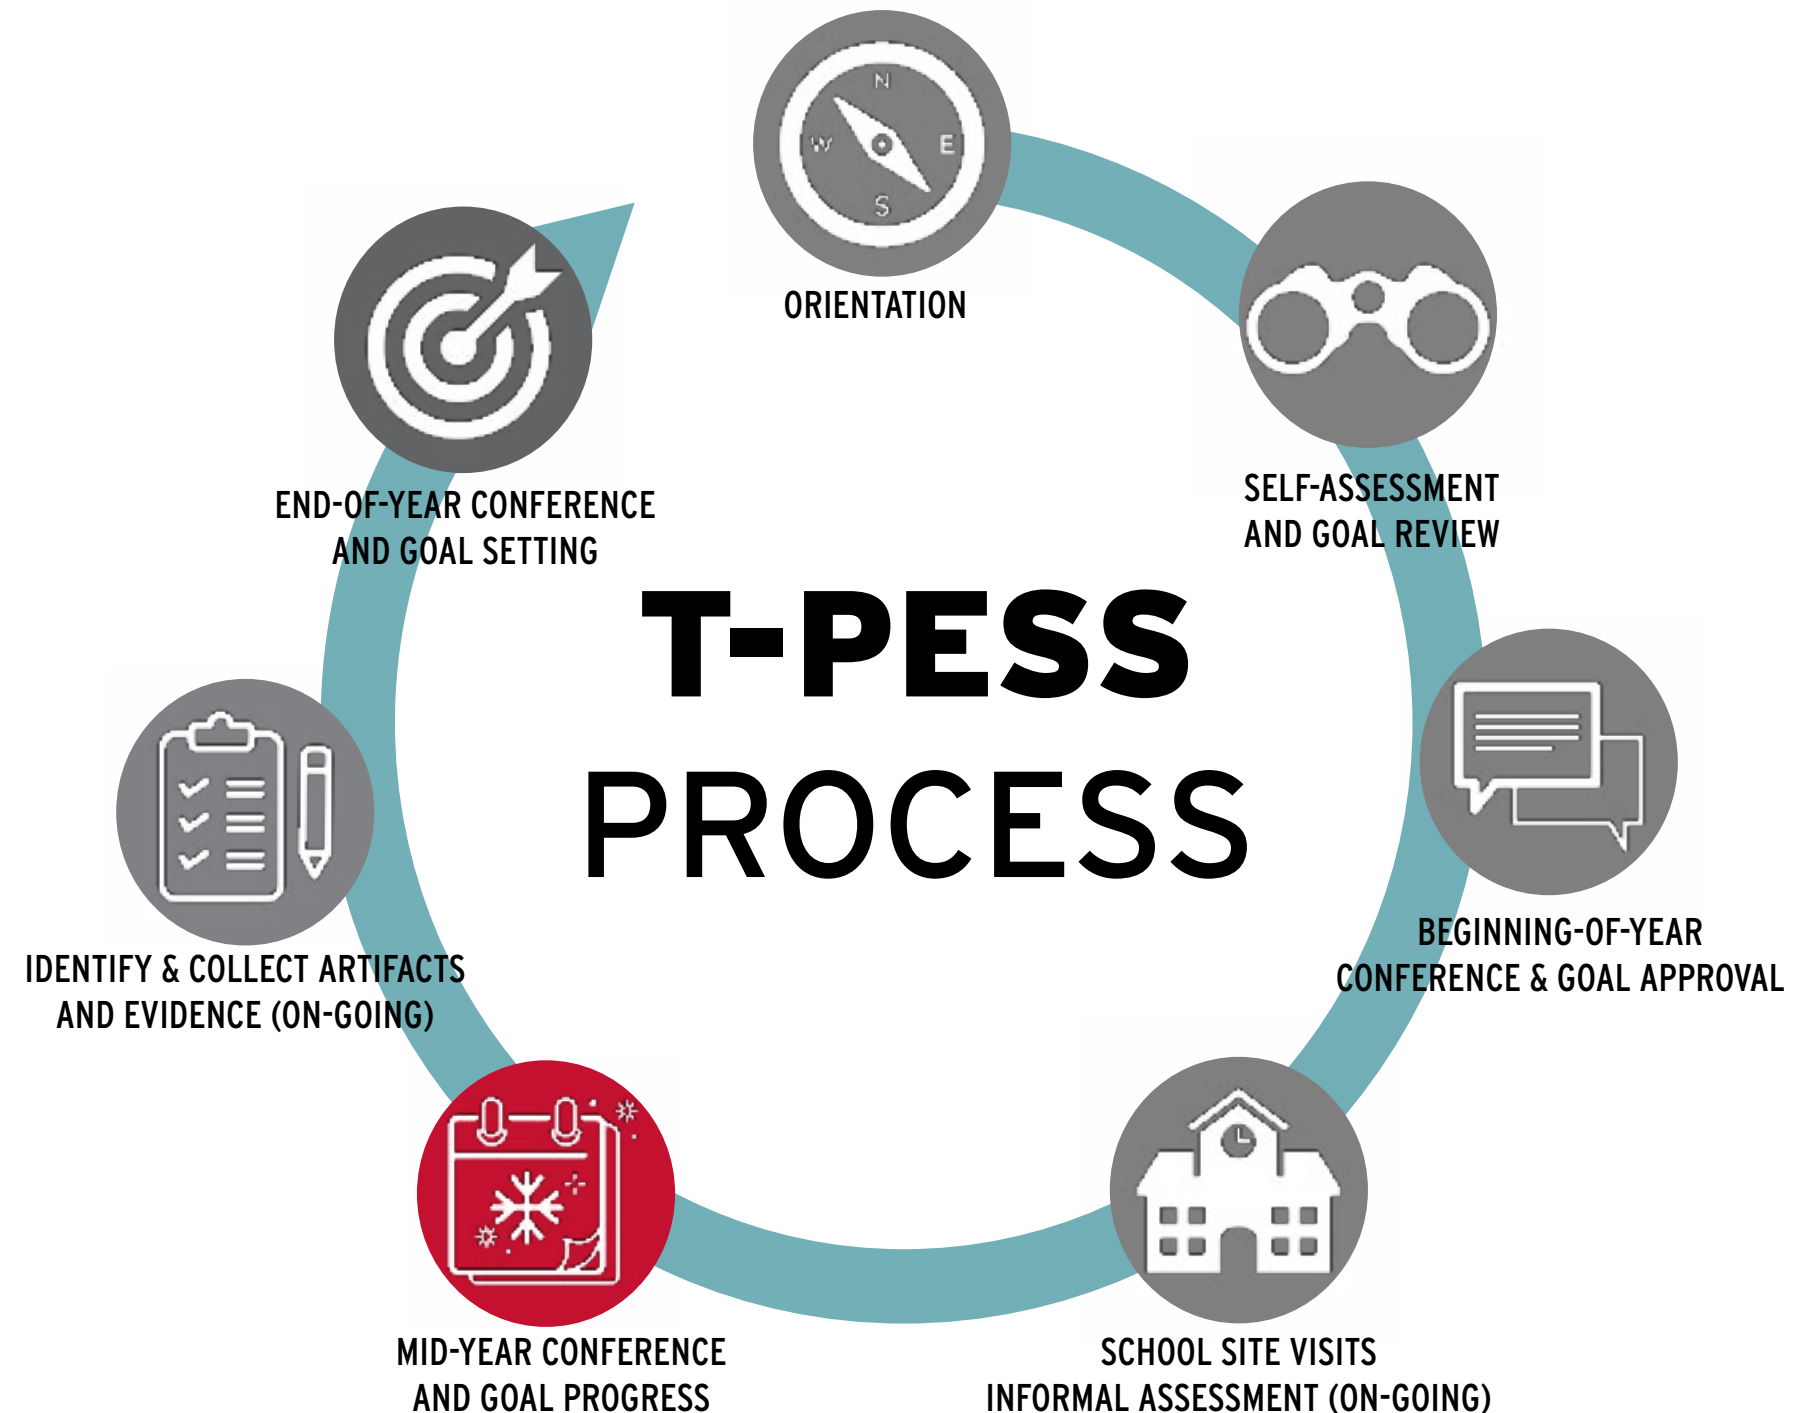 N
W
E
S
ORIENTATION
SELF-ASSESSMENT
AND GOAL REVIEW
BEGINNING-OF-YEAR
CONFERENCE & GOAL APPROVAL
SCHOOL SITE VISITS
INFORMAL ASSESSMENT (ON-GOING)
MID-YEAR CONFERENCE
AND GOAL PROGRESS
IDENTIFY & COLLECT ARTIFACTS
AND EVIDENCE (ON-GOING)
END-OF-YEAR CONFERENCE
AND GOAL SETTING
T-PESS
PROCESS